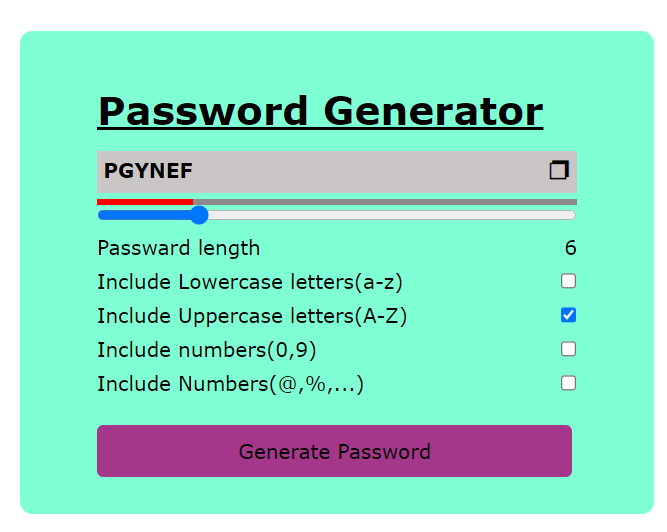 Password Generator
PGYNEF
Passward length 6
Include Lowercase letters(a-z)
Include Uppercase letters(A-Z)
Include numbers(0,9)
Include Numbers(@,%,...)
Generate Password